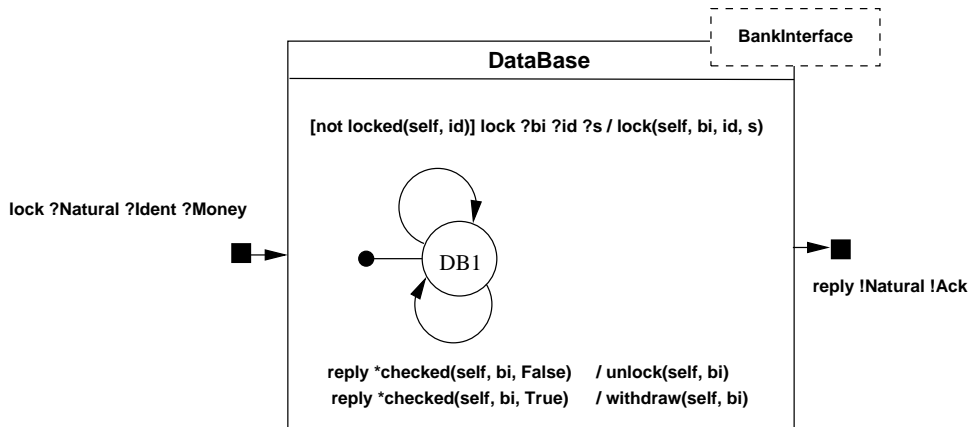 BankInterface
DataBase
[not locked(self, id)] lock ?bi ?id ?s / lock(self, bi, id, s)
lock ?Natural ?Ident ?Money
DB1
reply !Natural !Ack
reply *checked(self, bi, False) / unlock(self, bi)
reply *checked(self, bi, True) / withdraw(self, bi)